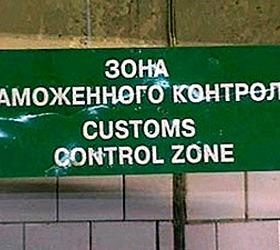 ЗОНА
АМОЖЕННОГО КОНТРОЛ
CUSTOMS
CONTROL ZONE